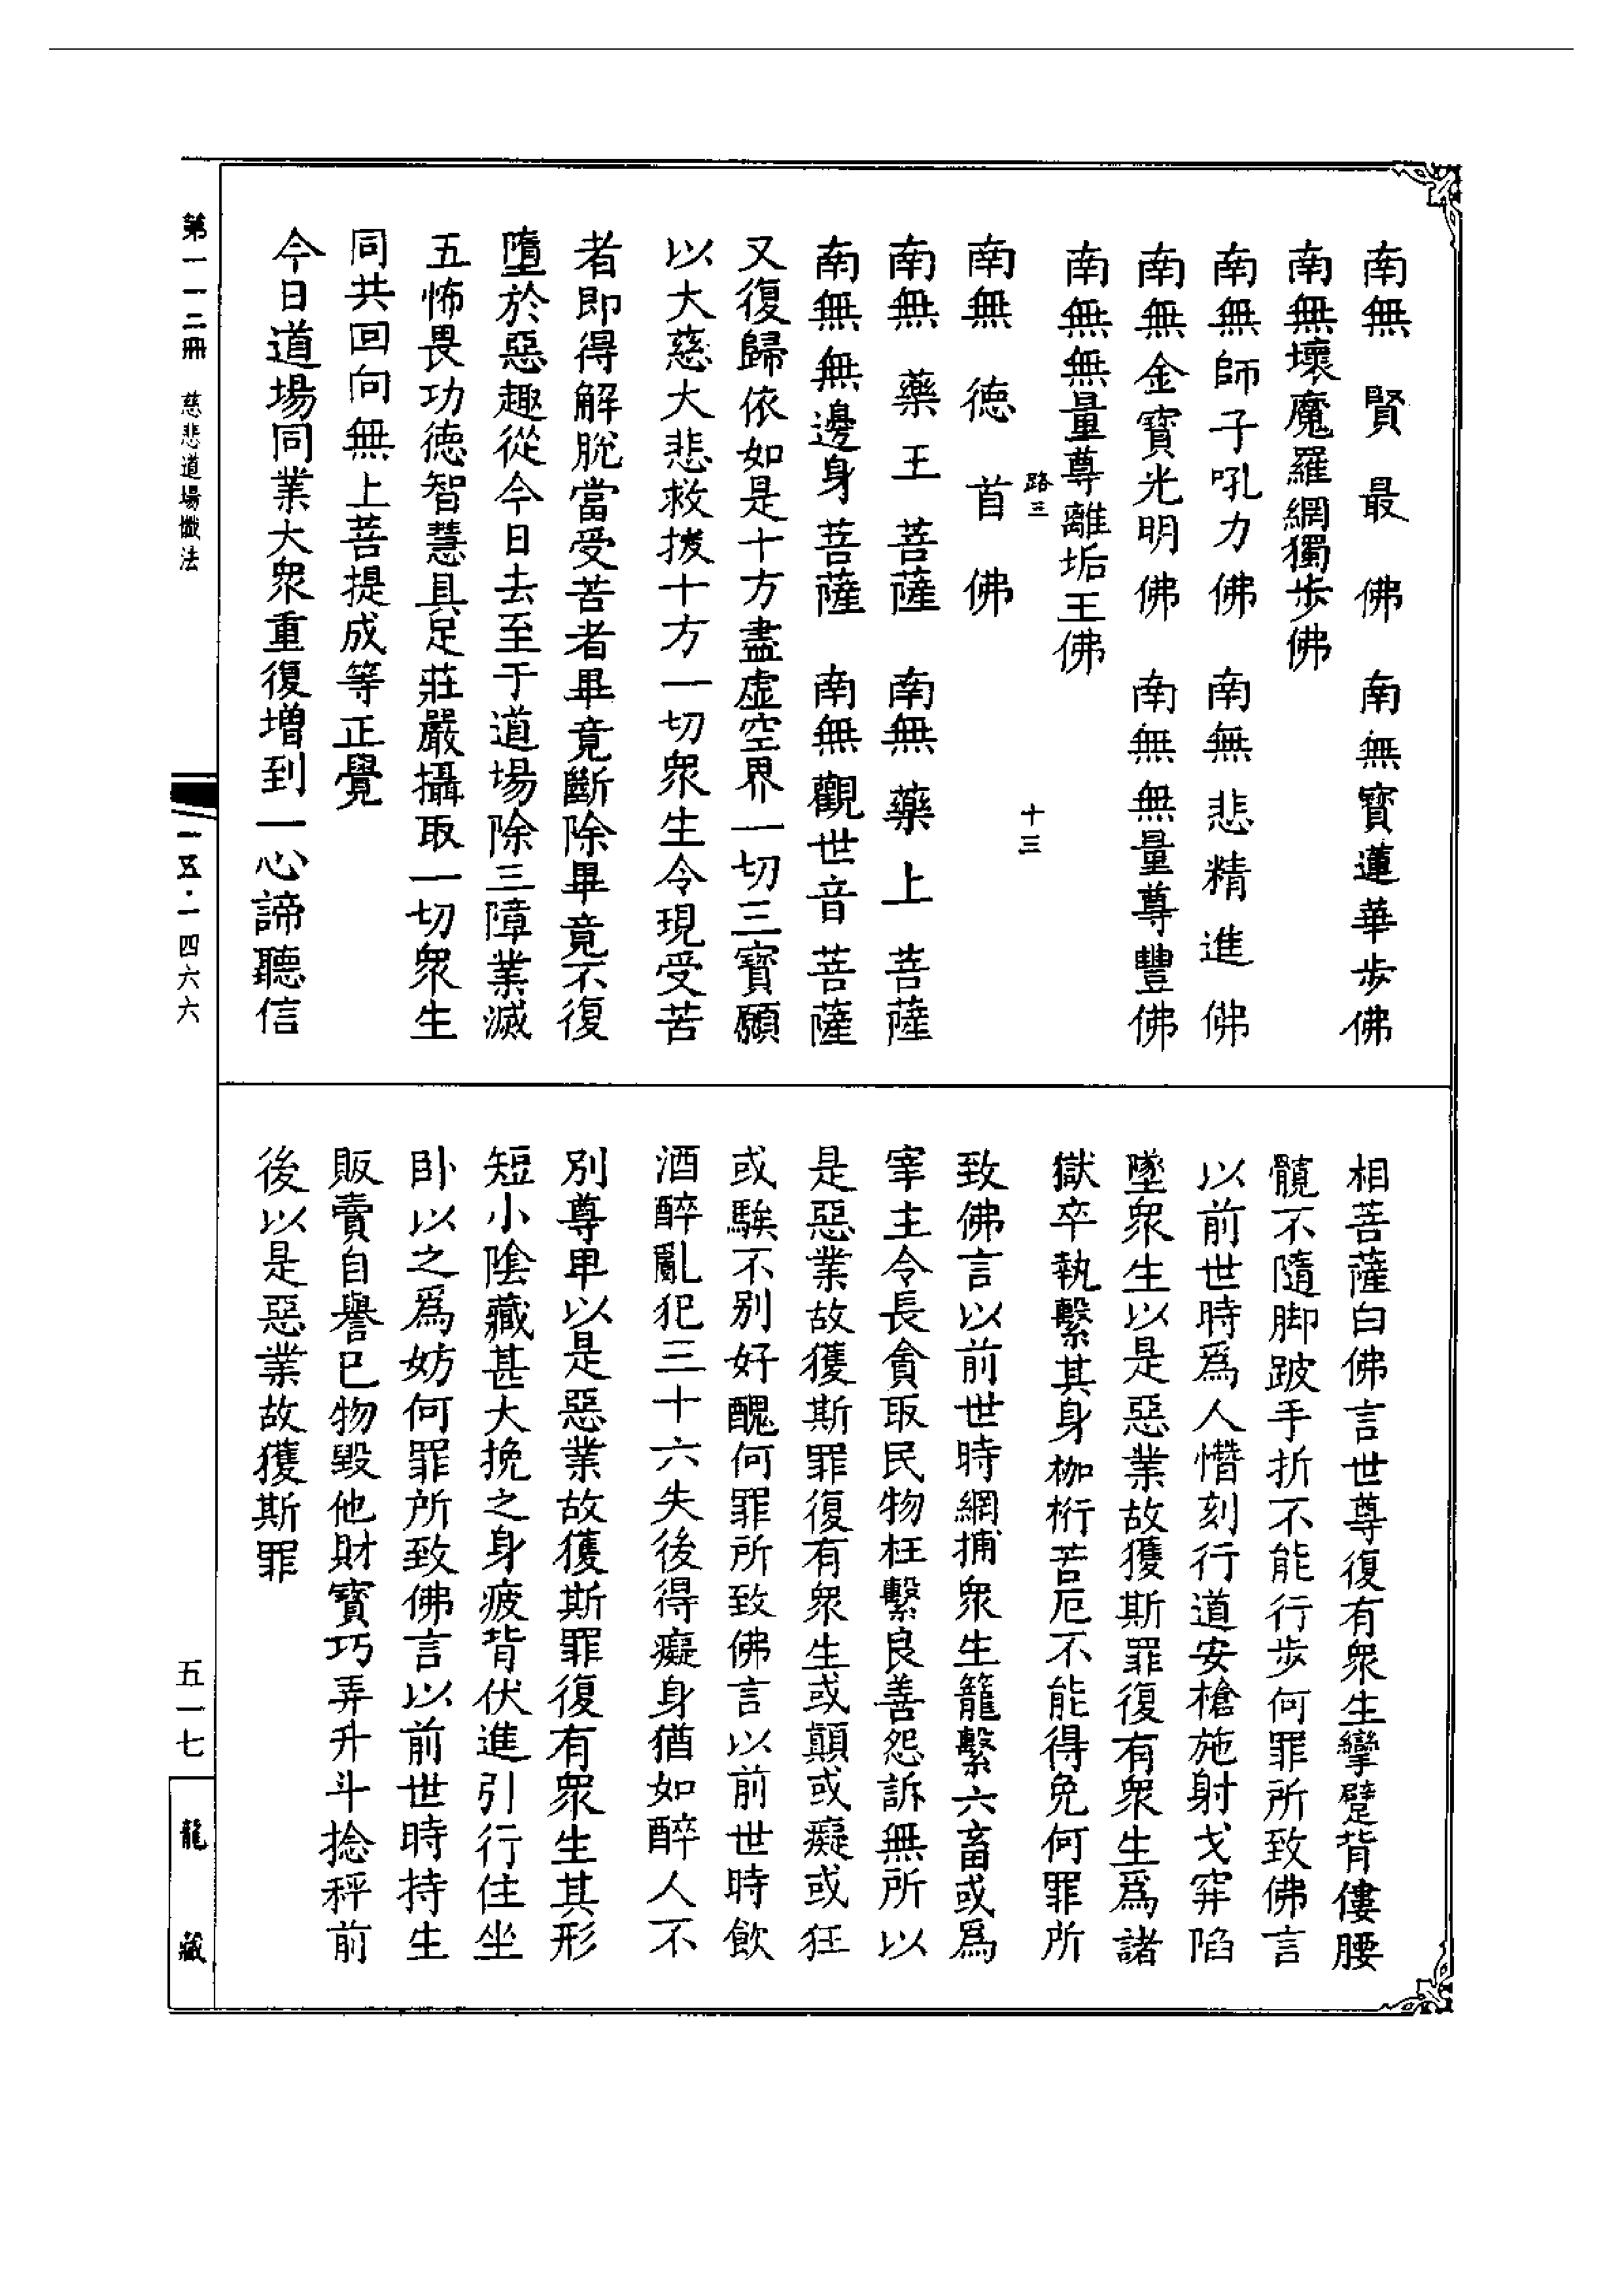 南無賢最佛　南無寶蓮華步佛
南無壞魔羅網獨步佛
南無師子吼力佛　南無悲精進佛
南無金寶光明佛　南無無量尊豐佛
南無無量尊離垢王佛
路三　十三
南無德首佛
南無藥王菩薩　南無藥上菩薩
南無無邊身菩薩　南無觀世音菩薩
又復歸依如是十方盡虛空界一切三寶願
以大慈大悲救拔十方一切眾生令現受苦
者即得解脫當受苦者畢竟斷除畢竟不復
墮於惡趣從今日去至于道場除三障業滅
五怖畏功德智慧具足莊嚴攝取一切眾生
同共回向無上菩提成等正覺
今日道場同業大眾重復增到一心諦聽信
相菩薩白佛言世尊復有眾生攣躄背僂腰
髖不隨脚跛手折不能行步何罪所致佛言
以前世時爲人憯刻行道安槍施射戈穽陷
墜眾生以是惡業故獲斯罪復有眾生爲諸
獄卒執繫其身枷桁苦厄不能得免何罪所
致佛言以前世時網捕眾生籠繫六畜或爲
宰主令長貪取民物枉繫良善怨訴無所以
是惡業故獲斯罪復有眾生或顛或癡或狂
或騃不別好醜何罪所致佛言以前世時飲
酒醉亂犯三十六失後得癡身猶如醉人不
別尊卑以是惡業故獲斯罪復有眾生其形
短小陰藏甚大挽之身疲背伏進引行住坐
臥以之爲妨何罪所致佛言以前世時持生
販賣自譽已物毀他財寶巧弄升斗捻秤前
後以是惡業故獲斯罪
第一一二冊　慈悲道場懺法
一五·一四六六
五一七
龍藏